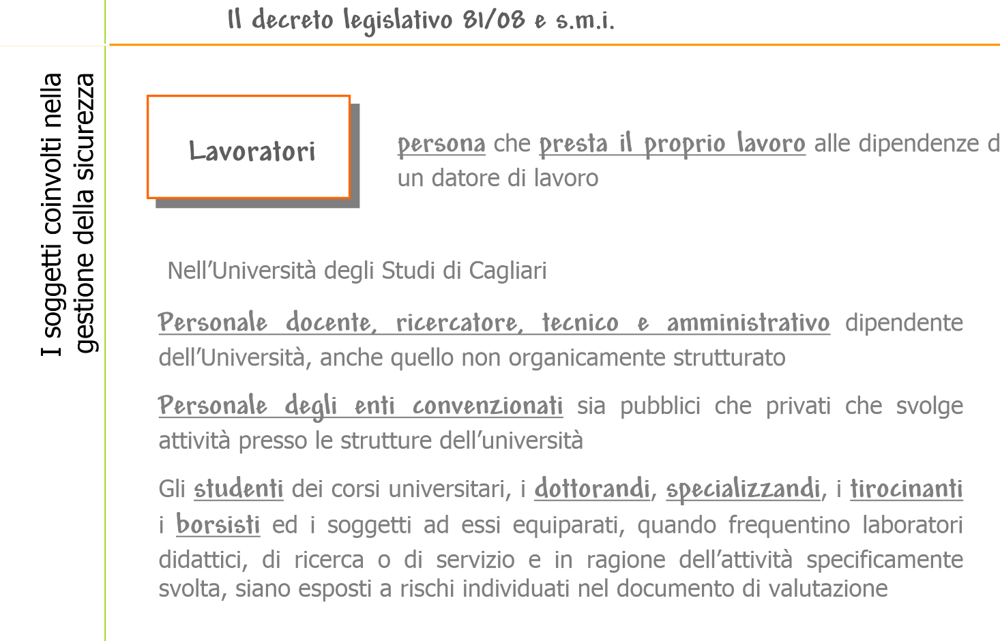 Il decreto legislativo 81/08 e s.m.i.
I soggetti coinvolti nella
gestione della sicurezza
Lavoratori
persona che presta il proprio lavoro alle dipendenze d
un datore di lavoro
Nell’Università degli Studi di Cagliari
Personale docente, ricercatore, tecnico e amministrativo dipendente
dell’Università, anche quello non organicamente strutturato
Personale degli enti convenzionati sia pubblici che privati che svolge
attività presso le strutture dell’università
Gli studenti dei corsi universitari, i dottorandi, specializzandi, i tirocinanti
i borsisti ed i soggetti ad essi equiparati, quando frequentino laboratori
didattici, di ricerca o di servizio e in ragione dell’attività specificamente
svolta, siano esposti a rischi individuati nel documento di valutazione